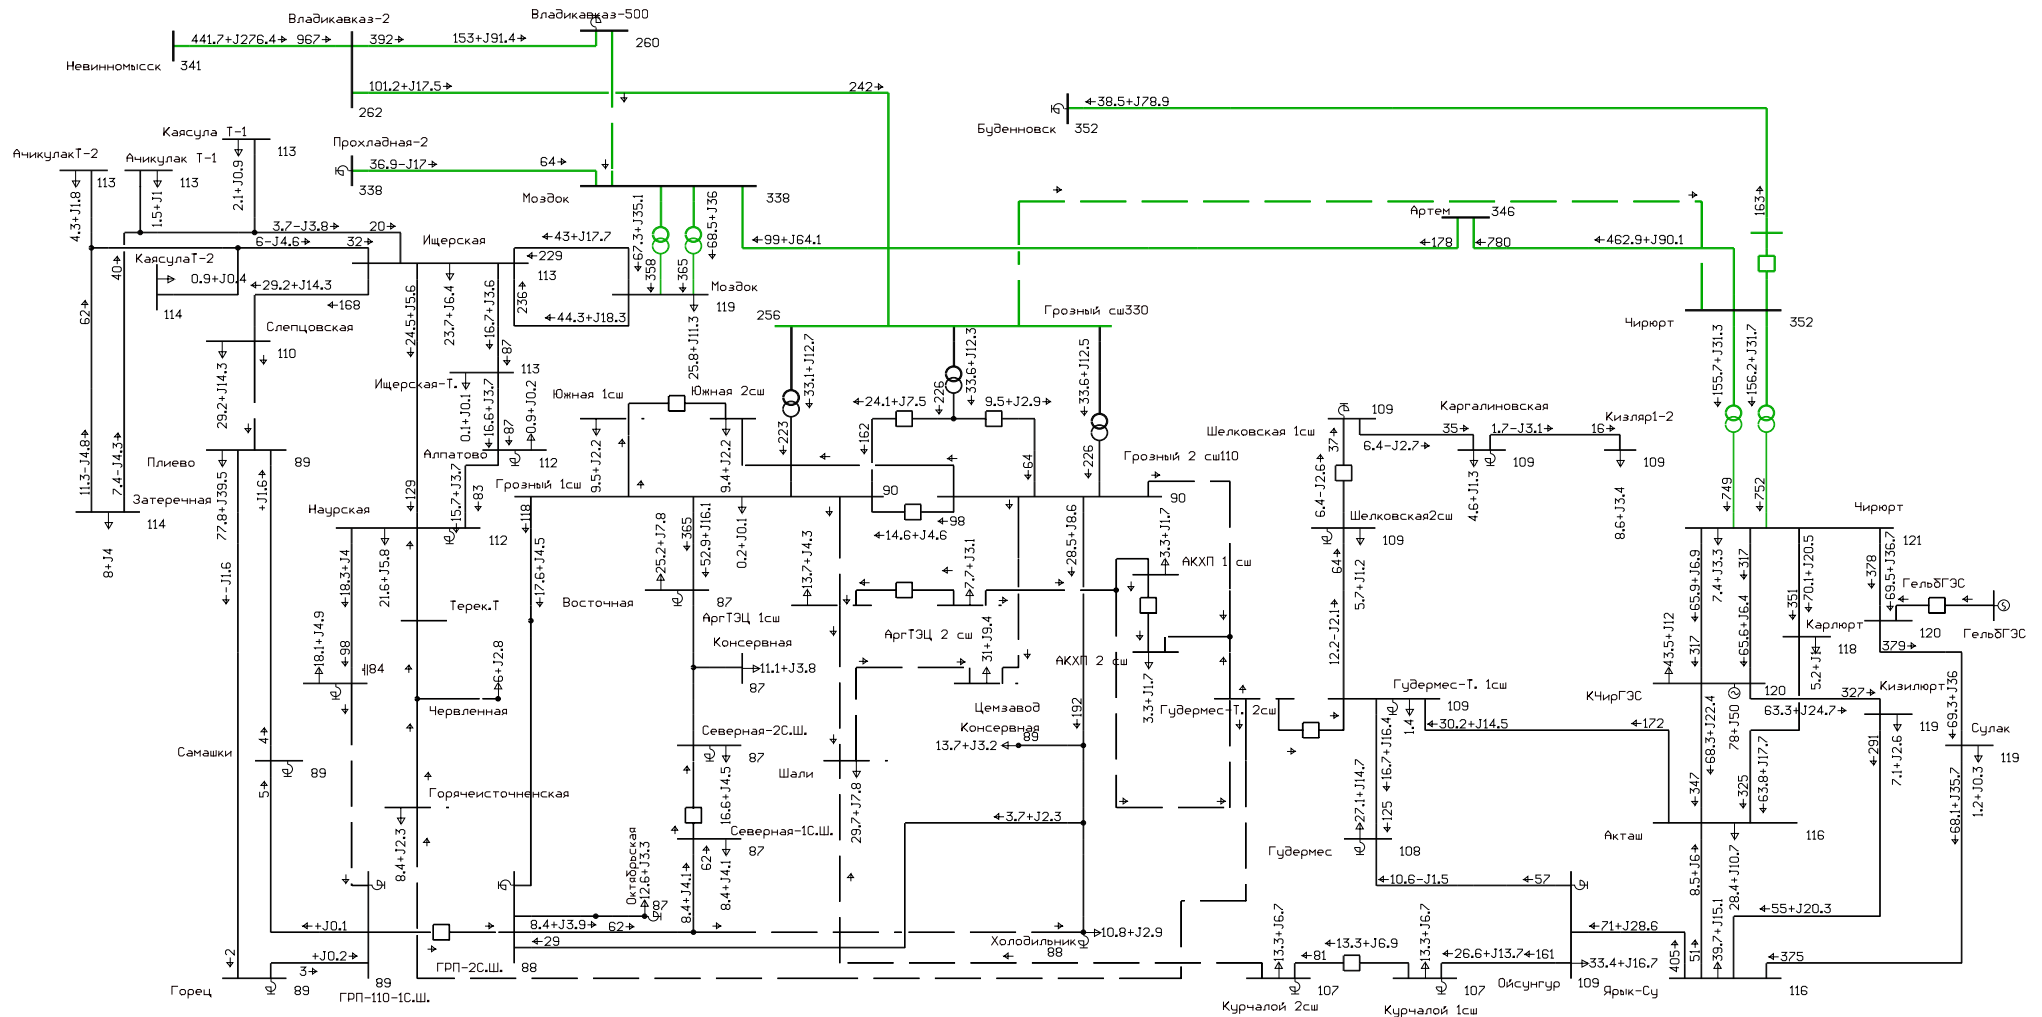 Владикавказ-2
Владикавказ-500
441.7+J276.4
967
392
153+J91.4
260
Невинномысск
341
101.2+J17.5
242
262
38.5+J78.9
Буденновск
352
Каясула Т-1
113
Прохладная-2
АчикулакТ-2
113
Ачикулак Т-1
113
36.9-J17
64
338
Моздок
338
4.3+J1.8
1.5+J1
2.1+J0.9
67.3+J35.1
68.5+J36
163
Артем
346
3.7-J3.8
20
6-J4.6
32
Ищерская
43+J17.7
99+J64.1
178
780
462.9+J90.1
КаясулаТ-2
0.9+J0.4
114
40
62
29.2+J14.3
168
229
113
236
358
365
Моздок
119
44.3+J18.3
24.5+J5.6
23.7+J6.4
16.7+J3.6
25.8+J11.3
256
Грозный сш330
Чирюрт
352
Слепцовская
110
87
Ищерская-Т.
113
33.1+J12.7
33.6+J12.3
33.6+J12.5
226
155.7+J31.3
156.2+J31.7
29.2+J14.3
0.1+J0.1
16.6+J3.7
87
0.9+J0.2
Южная 1сш
Южная 2сш
24.1+J7.5
9.5+J2.9
223
162
64
226
109
Каргалиновская
Кизляр1-2
Шелковская 1сш
37
35
6.4-J2.7
1.7-J3.1
16
109
109
Плиево
89
Алпатово
112
9.5+J2.2
9.4+J2.2
Грозный 2 сш110
6.4-J2.6
4.6+J1.3
8.6+J3.4
11.3-J4.8
7.4-J4.3
Затеречная
114
8+J4
77.8+J39.5
+J1.6
129
15.7+J3.7
83
Грозный 1сш
118
90
90
98
14.6+J4.6
749
752
Наурская
112
365
52.9+J16.1
0.2+J0.1
28.5+J8.6
Шелковская2сш
109
Чирюрт
121
18.3+J4
21.6+J5.8
17.6+J4.5
25.2+J7.8
13.7+J4.3
7.7+J3.1
3.3+J1.7
АКХП 1 сш
64
5.7+J1.2
65.9+J6.9
7.4+J3.3
317
351
70.1+J20.5
378
69.5+J36.7
ГельбГЭС
-J1.6
Терек.Т
Восточная
87
АргТЭЦ 1сш
АргТЭЦ 2 сш
Консервная
11.1+J3.8
87
31+J9.4
АКХП 2 сш
3.3+J1.7
12.2-J2.1
317
65.6+J6.4
Карлюрт
118
120
ГельбГЭС
379
18.1+J4.9
98
84
6+J2.8
Червленная
43.5+J12
5.2+J
КЧирГЭС
120
327
Кизилюрт
63.3+J24.7
Цемзавод
Консервная
89
192
Гудермес-Т. 2сш
Гудермес-Т. 1сш
109
1.4
30.2+J14.5
172
68.3+J22.4
78+J50
119
69.3+J36
Самашки
4
89
5
Северная-2С.Ш.
87
13.7+J3.2
Шали
16.7+J16.4
347
325
63.8+J17.7
291
7.1+J2.6
Сулак
119
1.2+J0.3
Горячеисточненская
16.6+J4.5
29.7+J7.8
27.1+J14.7
125
68.1+J35.7
8.4+J2.3
Северная-1С.Ш.
87
3.7+J2.3
Гудермес
108
Акташ
116
Октябрьская
12.6+J3.3
87
62
8.4+J4.1
8.4+J4.1
10.6-J1.5
57
8.5+J6
28.4+J10.7
55+J20.3
+J0.1
8.4+J3.9
62
29
Холодильник
88
10.8+J2.9
71+J28.6
2
+J0.2
3
Горец
89
89
ГРП-110-1С.Ш.
ГРП-2С.Ш.
88
13.3+J6.7
13.3+J6.9
81
13.3+J6.7
26.6+J13.7
161
33.4+J16.7
405
51
39.7+J15.1
375
Курчалой 2сш
107
Курчалой 1сш
107
Ойсунгур
109
Ярык-Су
116